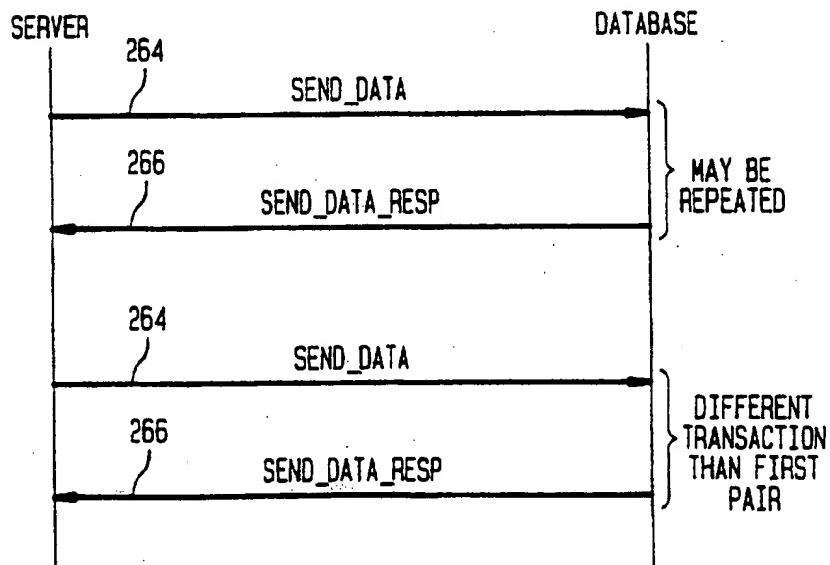 SERVER
DATABASE
264
SEND_DATA
266
SEND_DATA_RESP
MAY BE
REPEATED
264
SEND_DATA
266
SEND_DATA_RESP
DIFFERENT
TRANSACTION
THAN FIRST
PAIR